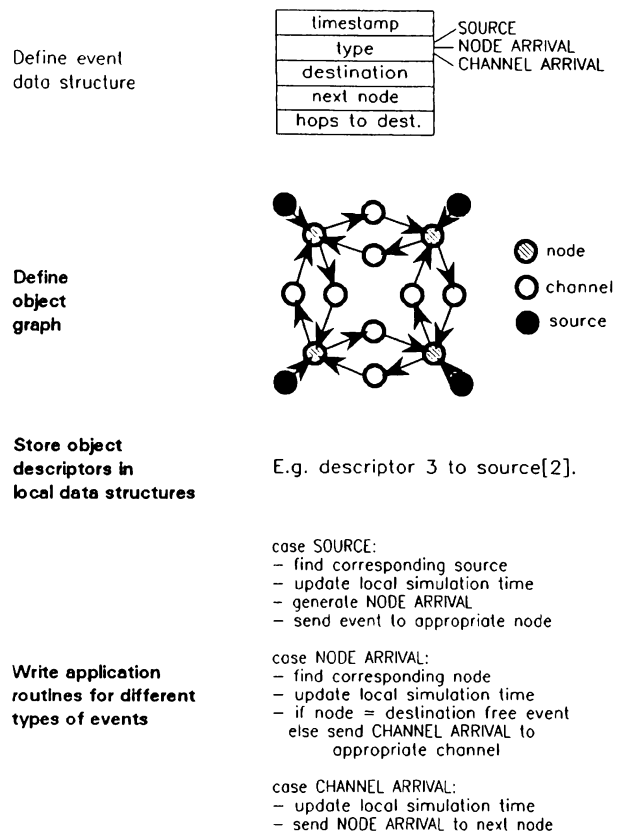 timestamp
type
destination
next node
hops to dest.
SOURCE
NODE ARRIVAL
CHANNEL ARRIVAL
Define event
data structure
Define
object
graph
node
channel
source
Store object
descriptors in
local data structures
E.g. descriptor 3 to source[2].
Write application
routines for different
types of events
case SOURCE:
– find corresponding source
– update local simulation time
– generate NODE ARRIVAL
– send event to appropriate node
case NODE ARRIVAL:
– find corresponding node
– update local simulation time
– if node = destination free event
else send CHANNEL ARRIVAL to
appropriate channel
case CHANNEL ARRIVAL:
– update local simulation time
– send NODE ARRIVAL to next node